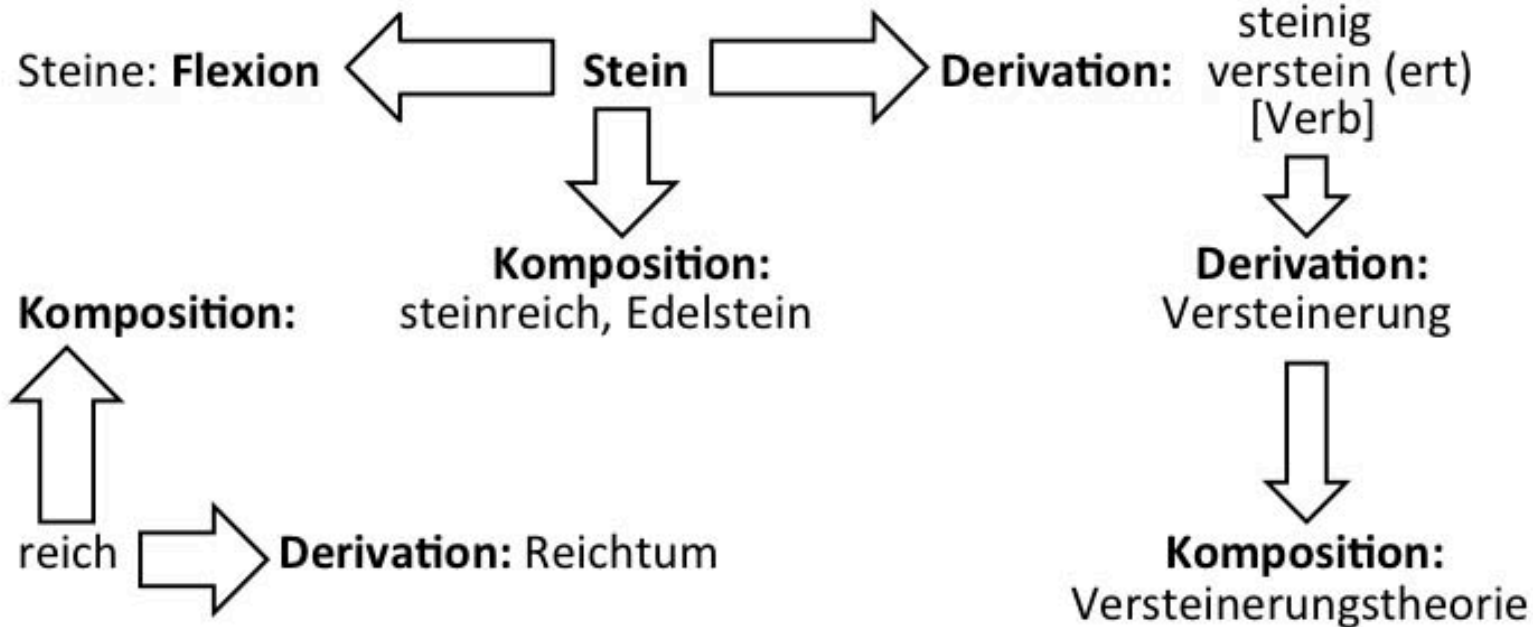 steinig
Steine: Flexion Stein Derivation: verstein (ert)
[Verb]
Komposition: Derivation:
Komposition: steinreich, Edelstein Versteinerung
reich Derivation: Reichtum Komposition:
Versteinerungstheorie